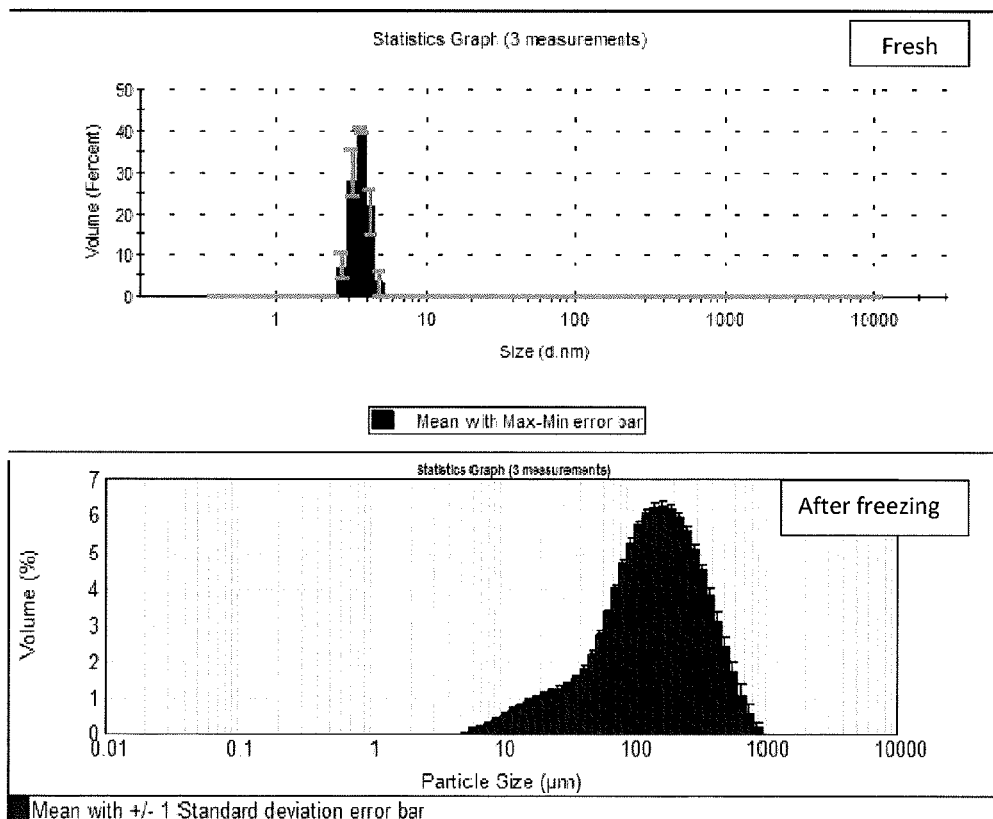 Statistics Graph (3 measurements)
Fresh
50
40
30
20
10
0
Volume (Percent)
1 10 100 1000 10000
Size (d.nm)
Mean with Max-Min error bar
Statistics Graph (3 measurements)
After freezing
7
6
5
4
3
2
1
0
Volume (%)
0.01 0.1 1 10 100 1000 10000
Particle Size (µm)
Mean with +/- 1 Standard deviation error bar